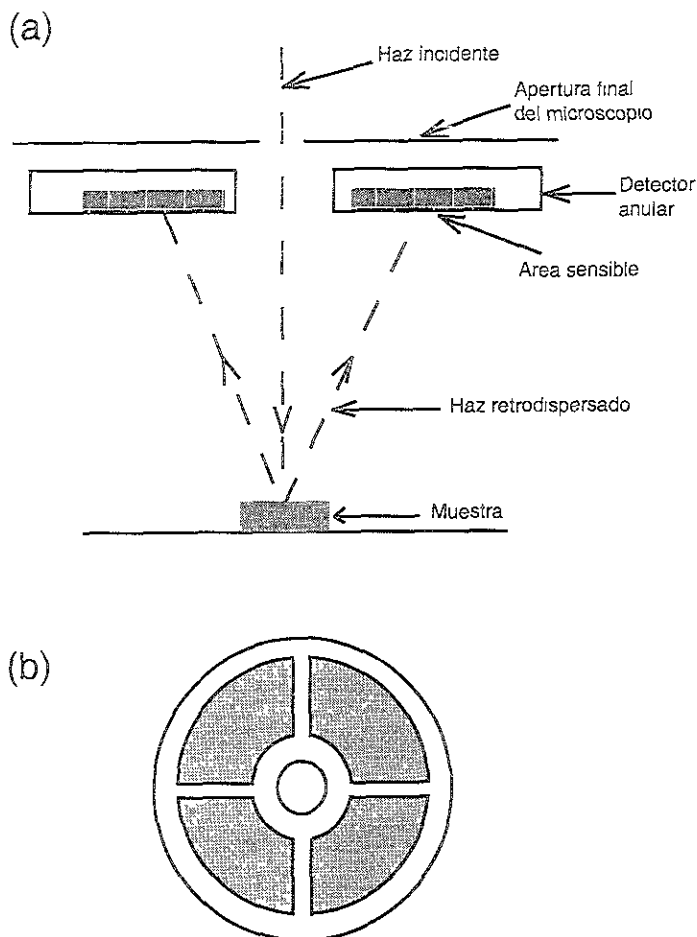 (a)
Haz incidente
Apertura final
del microscopio
Detector
anular
Area sensible
Haz retrodispersado
Muestra
(b)